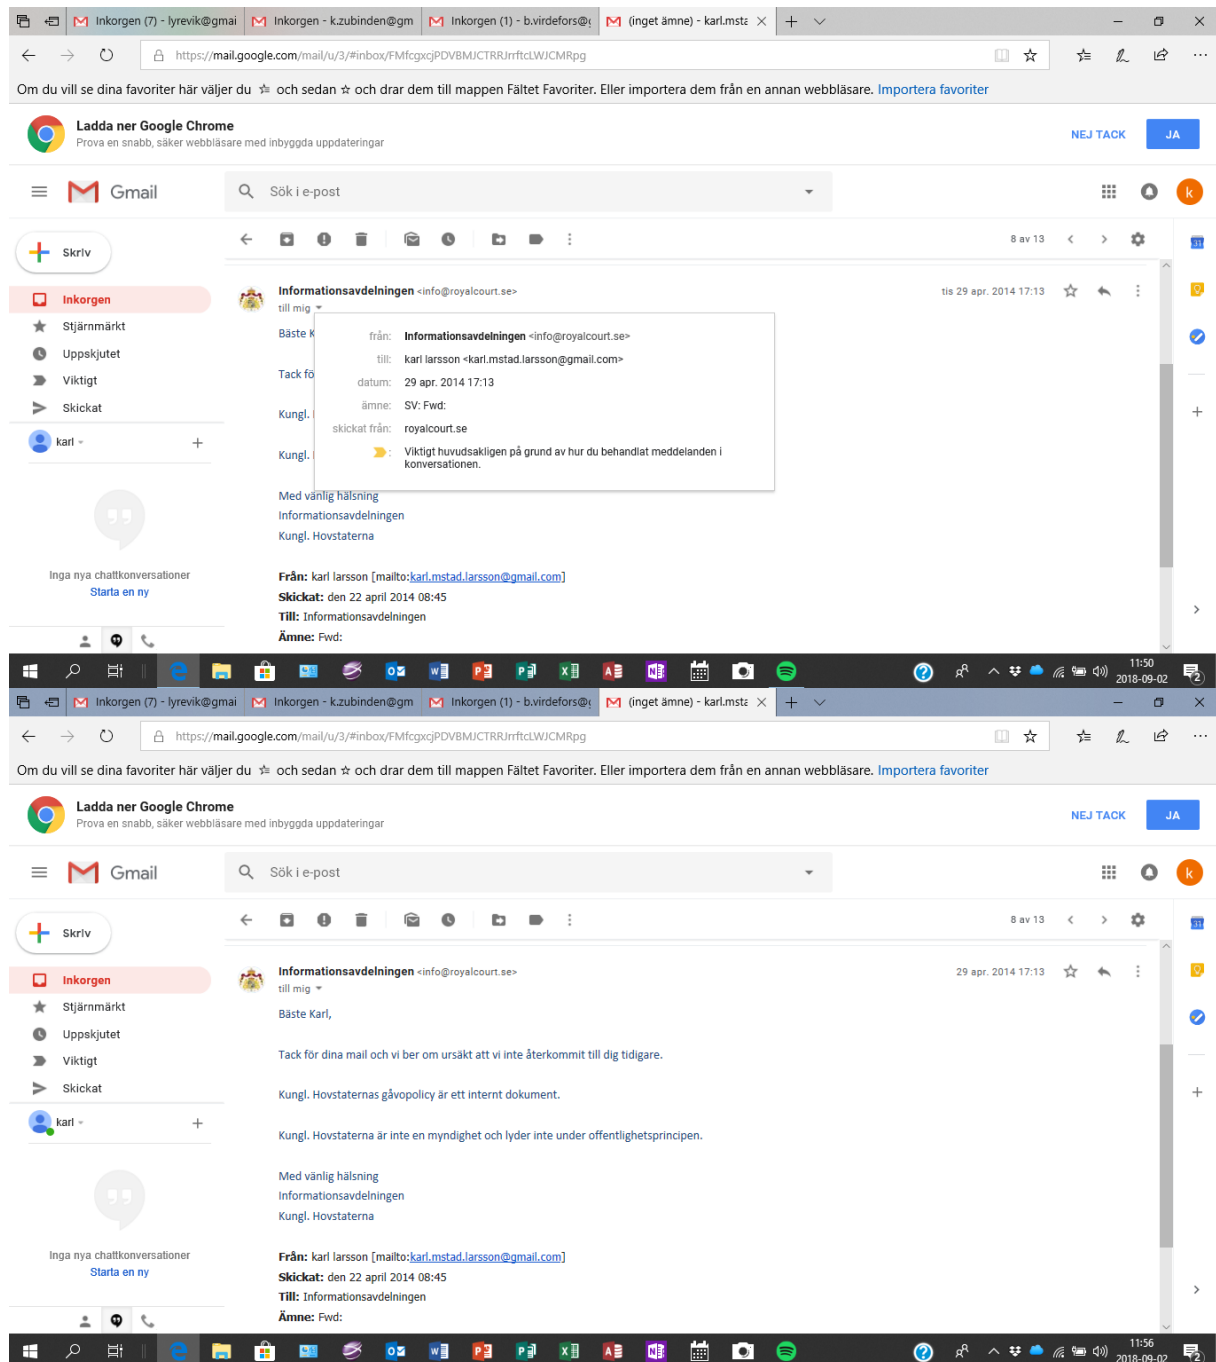 Inkorgen (7) - lyrevik@gmai Inkorgen - k.zubinden@gm Inkorgen (1) - b.virdefors@g (inget ämne) - karl.msta
https://mail.google.com/mail/u/3/#inbox/FMfcgxcjPDVBMJCTRRJrrftcLWJCMRpg
Om du vill se dina favoriter här väljer du och sedan och drar dem till mappen Fältet Favoriter. Eller importera dem från en annan webbläsare. Importera favoriter
Ladda ner Google Chrome
Prova en snabb, säker webbläsare med inbyggda uppdateringar
NEJ TACK JA
Gmail Sök i e-post k
Skriv 8 av 13 31
Inkorgen
Stjärnmärkt
Uppskjutet
Viktigt
Skickat
karl
Inga nya chattkonversationer
Starta en ny
Informationsavdelningen <info@royalcourt.se> tis 29 apr. 2014 17:13
till mig
Bäste K
Tack fö
Kungl.
Kungl.
från: Informationsavdelningen <info@royalcourt.se>
till: karl larsson <karl.mstad.larsson@gmail.com>
datum: 29 apr. 2014 17:13
ämne: SV: Fwd:
skickat från: royalcourt.se
: Viktigt huvudsakligen på grund av hur du behandlat meddelanden i
konversationen.
Med vänlig hälsning
Informationsavdelningen
Kungl. Hovstaterna
Från: karl larsson [mailto:karl.mstad.larsson@gmail.com]
Skickat: den 22 april 2014 08:45
Till: Informationsavdelningen
Ämne: Fwd:
11:50
2018-09-02 2
Inkorgen (7) - lyrevik@gmai Inkorgen - k.zubinden@gm Inkorgen (1) - b.virdefors@g (inget ämne) - karl.msta
https://mail.google.com/mail/u/3/#inbox/FMfcgxcjPDVBMJCTRRJrrftcLWJCMRpg
Om du vill se dina favoriter här väljer du och sedan och drar dem till mappen Fältet Favoriter. Eller importera dem från en annan webbläsare. Importera favoriter
Ladda ner Google Chrome
Prova en snabb, säker webbläsare med inbyggda uppdateringar
NEJ TACK JA
Gmail Sök i e-post k
Skriv 8 av 13 31
Inkorgen
Stjärnmärkt
Uppskjutet
Viktigt
Skickat
karl
Inga nya chattkonversationer
Starta en ny
Informationsavdelningen <info@royalcourt.se> 29 apr. 2014 17:13
till mig
Bäste Karl,
Tack för dina mail och vi ber om ursäkt att vi inte återkommit till dig tidigare.
Kungl. Hovstaternas gåvopolicy är ett internt dokument.
Kungl. Hovstaterna är inte en myndighet och lyder inte under offentlighetsprincipen.
Med vänlig hälsning
Informationsavdelningen
Kungl. Hovstaterna
Från: karl larsson [mailto:karl.mstad.larsson@gmail.com]
Skickat: den 22 april 2014 08:45
Till: Informationsavdelningen
Ämne: Fwd:
11:56
2018-09-02 2